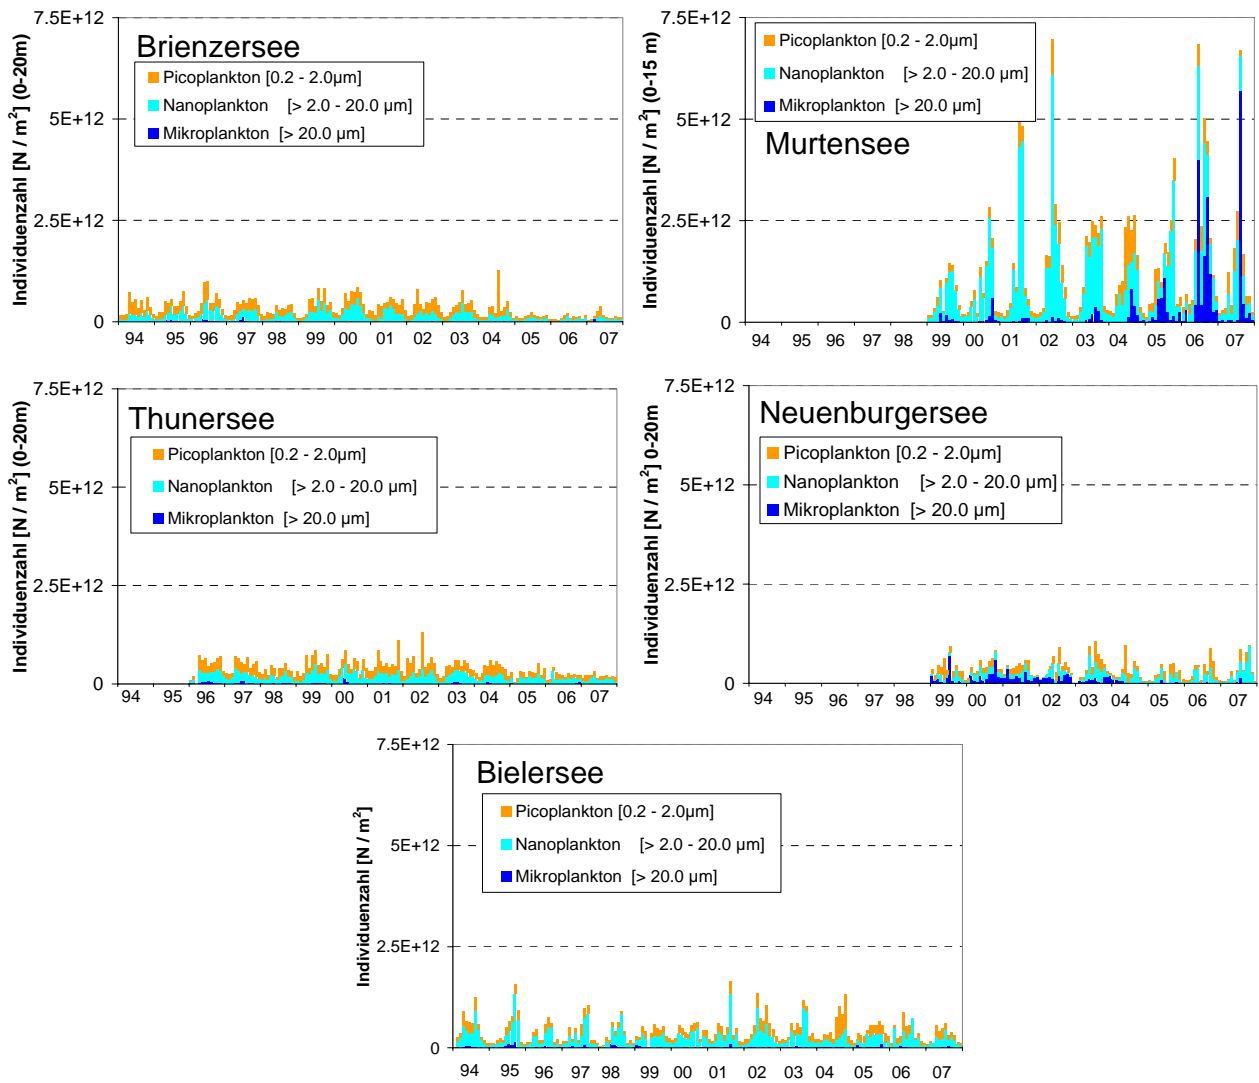 Individuenzahl [N / m²] (0-20m)
7.5E+12
5E+12
2.5E+12
0
Brienzersee
Picoplankton [0.2 - 2.0µm]
Nanoplankton [> 2.0 - 20.0 µm]
Mikroplankton [> 20.0 µm]
94 95 96 97 98 99 00 01 02 03 04 05 06 07
Individuenzahl [N / m²] (0-15 m)
7.5E+12
5E+12
2.5E+12
0
Picoplankton [0.2 - 2.0µm]
Nanoplankton [> 2.0 - 20.0 µm]
Mikroplankton [> 20.0 µm]
Murtensee
94 95 96 97 98 99 00 01 02 03 04 05 06 07
Individuenzahl [N / m²] (0-20m)
7.5E+12
5E+12
2.5E+12
0
Thunersee
Picoplankton [0.2 - 2.0µm]
Nanoplankton [> 2.0 - 20.0 µm]
Mikroplankton [> 20.0 µm]
94 95 96 97 98 99 00 01 02 03 04 05 06 07
Individuenzahl [N / m²] 0-20m
7.5E+12
5E+12
2.5E+12
0
Neuenburgersee
Picoplankton [0.2 - 2.0µm]
Nanoplankton [> 2.0 - 20.0 µm]
Mikroplankton [> 20.0 µm]
94 95 96 97 98 99 00 01 02 03 04 05 06 07
Individuenzahl [N / m²]
7.5E+12
5E+12
2.5E+12
0
Bielersee
Picoplankton [0.2 - 2.0µm]
Nanoplankton [> 2.0 - 20.0 µm]
Mikroplankton [> 20.0 µm]
94 95 96 97 98 99 00 01 02 03 04 05 06 07